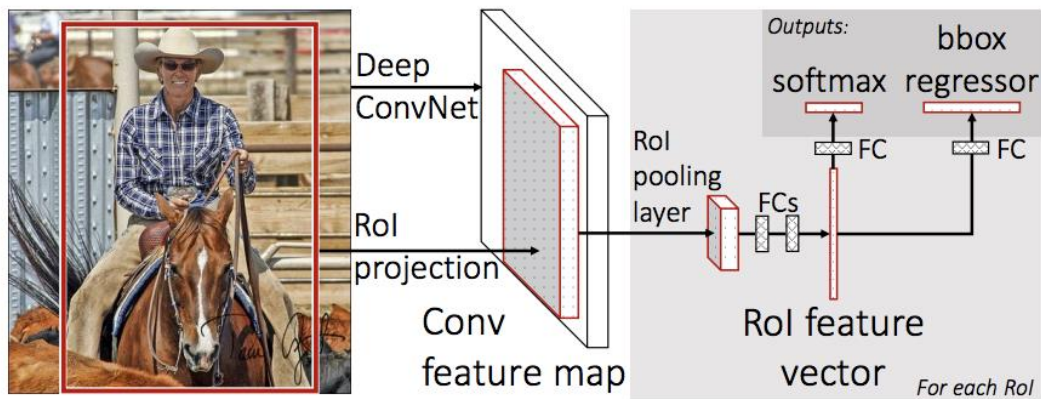 Deep
ConvNet
RoI
projection
Conv
feature map
RoI
pooling
layer
FCs
RoI feature
vector
For each RoI
Outputs:
softmax
bbox
regressor
FC
FC